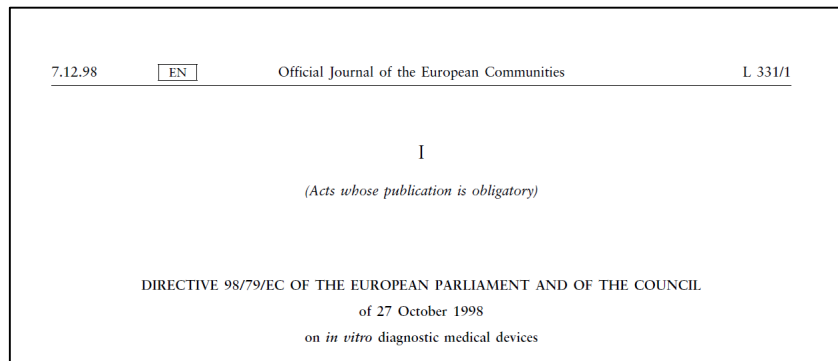 7.12.98 EN Official Journal of the European Communities L 331/1
I
(Acts whose publication is obligatory)
DIRECTIVE 98/79/EC OF THE EUROPEAN PARLIAMENT AND OF THE COUNCIL
of 27 October 1998
on in vitro diagnostic medical devices